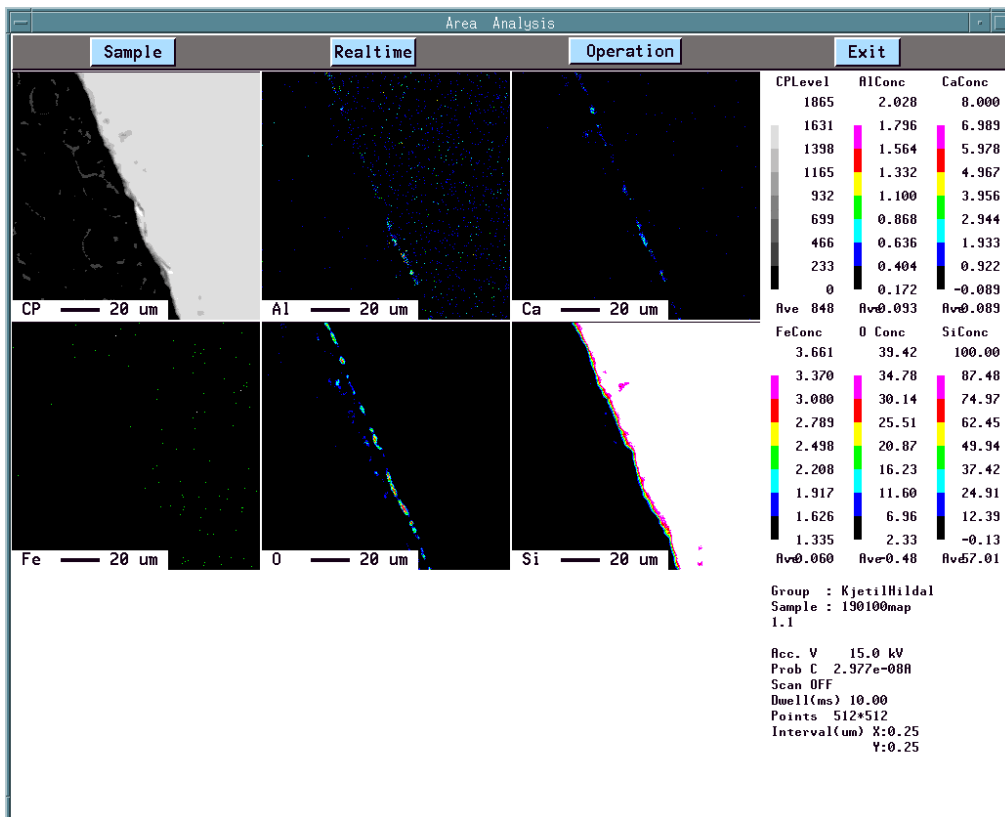 Area Analysis
Sample Realtime Operation Exit
CP 20 um
Al 20 um
Ca 20 um
Fe 20 um
O 20 um
Si 20 um
CPLevel AlConc CaConc
1865 2.028 8.000
1631 1.796 6.989
1398 1.564 5.978
1165 1.332 4.967
932 1.100 3.956
699 0.868 2.944
466 0.636 1.933
233 0.404 0.922
0 0.172 -0.089
Ave 848 Ave-0.093 Ave-0.089
FeConc O Conc SiConc
3.661 39.42 100.00
3.370 34.78 87.48
3.080 30.14 74.97
2.789 25.51 62.45
2.498 20.87 49.94
2.208 16.23 37.42
1.917 11.60 24.91
1.626 6.96 12.39
1.335 2.33 -0.13
Ave-0.060 Ave-0.48 Ave57.01
Group : KjetilHildal
Sample : 190100map
1.1
Acc. V 15.0 kV
Prob C 2.977e-08A
Scan OFF
Dwell(ms) 10.00
Points 512*512
Interval(um) X:0.25
Y:0.25